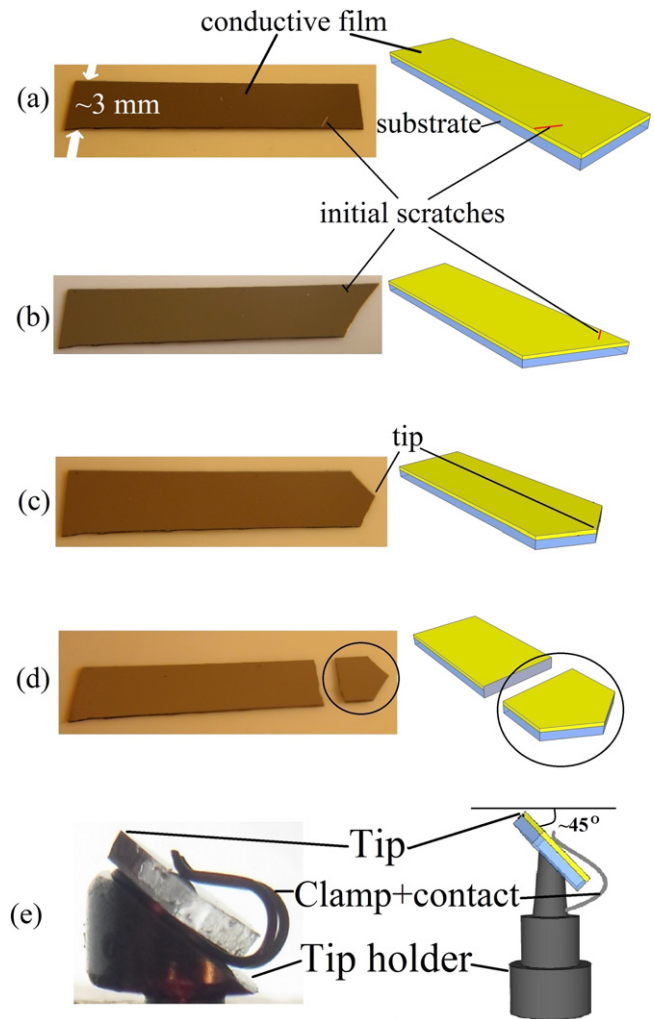 conductive film
(a)
~3 mm
substrate
initial scratches
(b)
tip
(c)
(d)
~45°
Tip
Clamp+contact
(e)
Tip holder